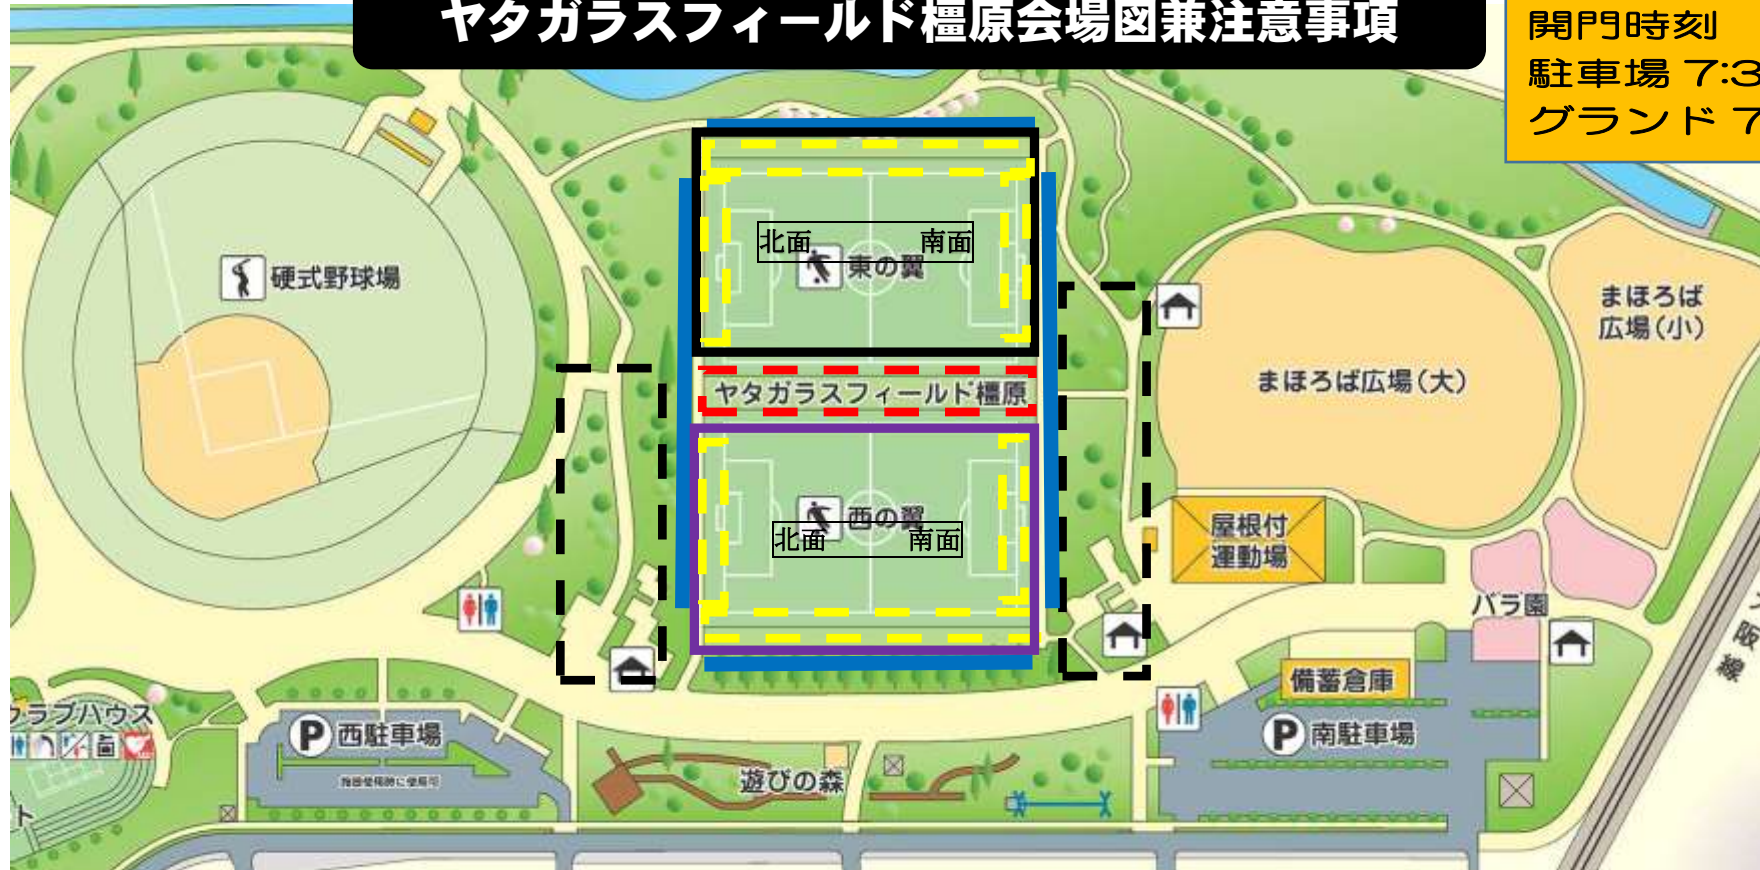 ヤタガラスフィールド橿原会場図兼注意事項
開門時刻
駐車場 7:3
グランド 7
硬式野球場
北面 南面
東の翼
まほろば
広場(小)
まほろば広場(大)
ヤタガラスフィールド橿原
西の翼
北面 南面
屋根付
運動場
バラ園
阪
線
備蓄倉庫
クラブハウス
P 西駐車場
P 南駐車場
遊びの森
ト